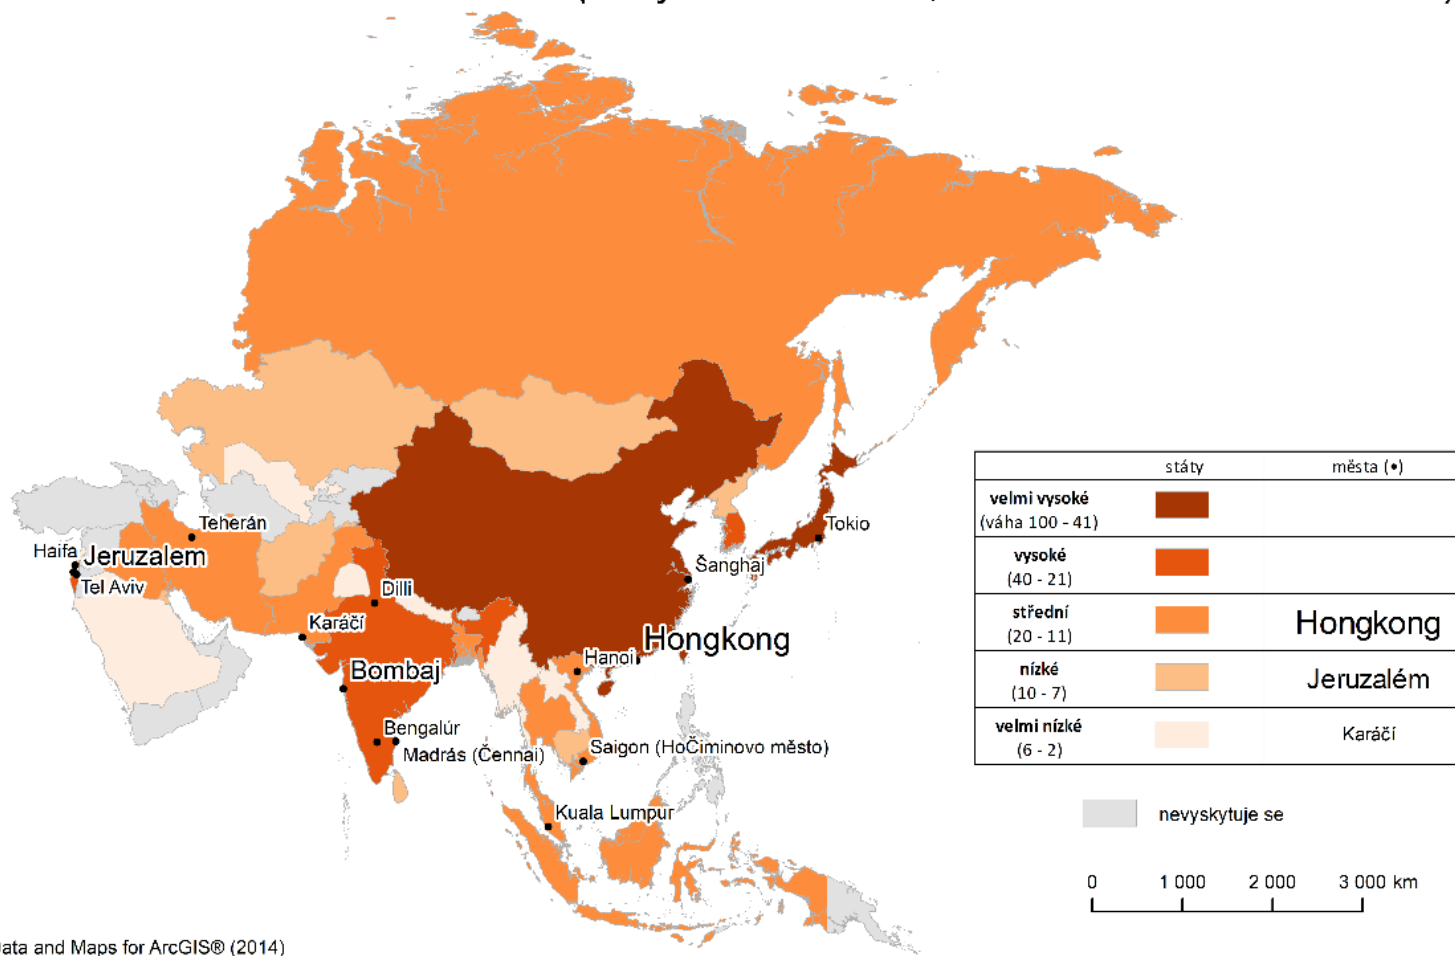 Teherán
Haifa
Jeruzalem
Tel Aviv
Dilli
Karáčí
Bombaj
Bengalúr
Madrás (Čennai)
Tokio
Šanghaj
Hongkong
Hanoi
Saigon (HoČiminovo město)
Kuala Lumpur
státy města (•)
velmi vysoké
(váha 100 - 41)
vysoké
(40 - 21)
střední
(20 - 11)
Hongkong
nízké
(10 - 7)
Jeruzalém
velmi nízké
(6 - 2)
Karáčí
nevyskytuje se
0 1 000 2 000 3 000 km
ata and Maps for ArcGIS® (2014)